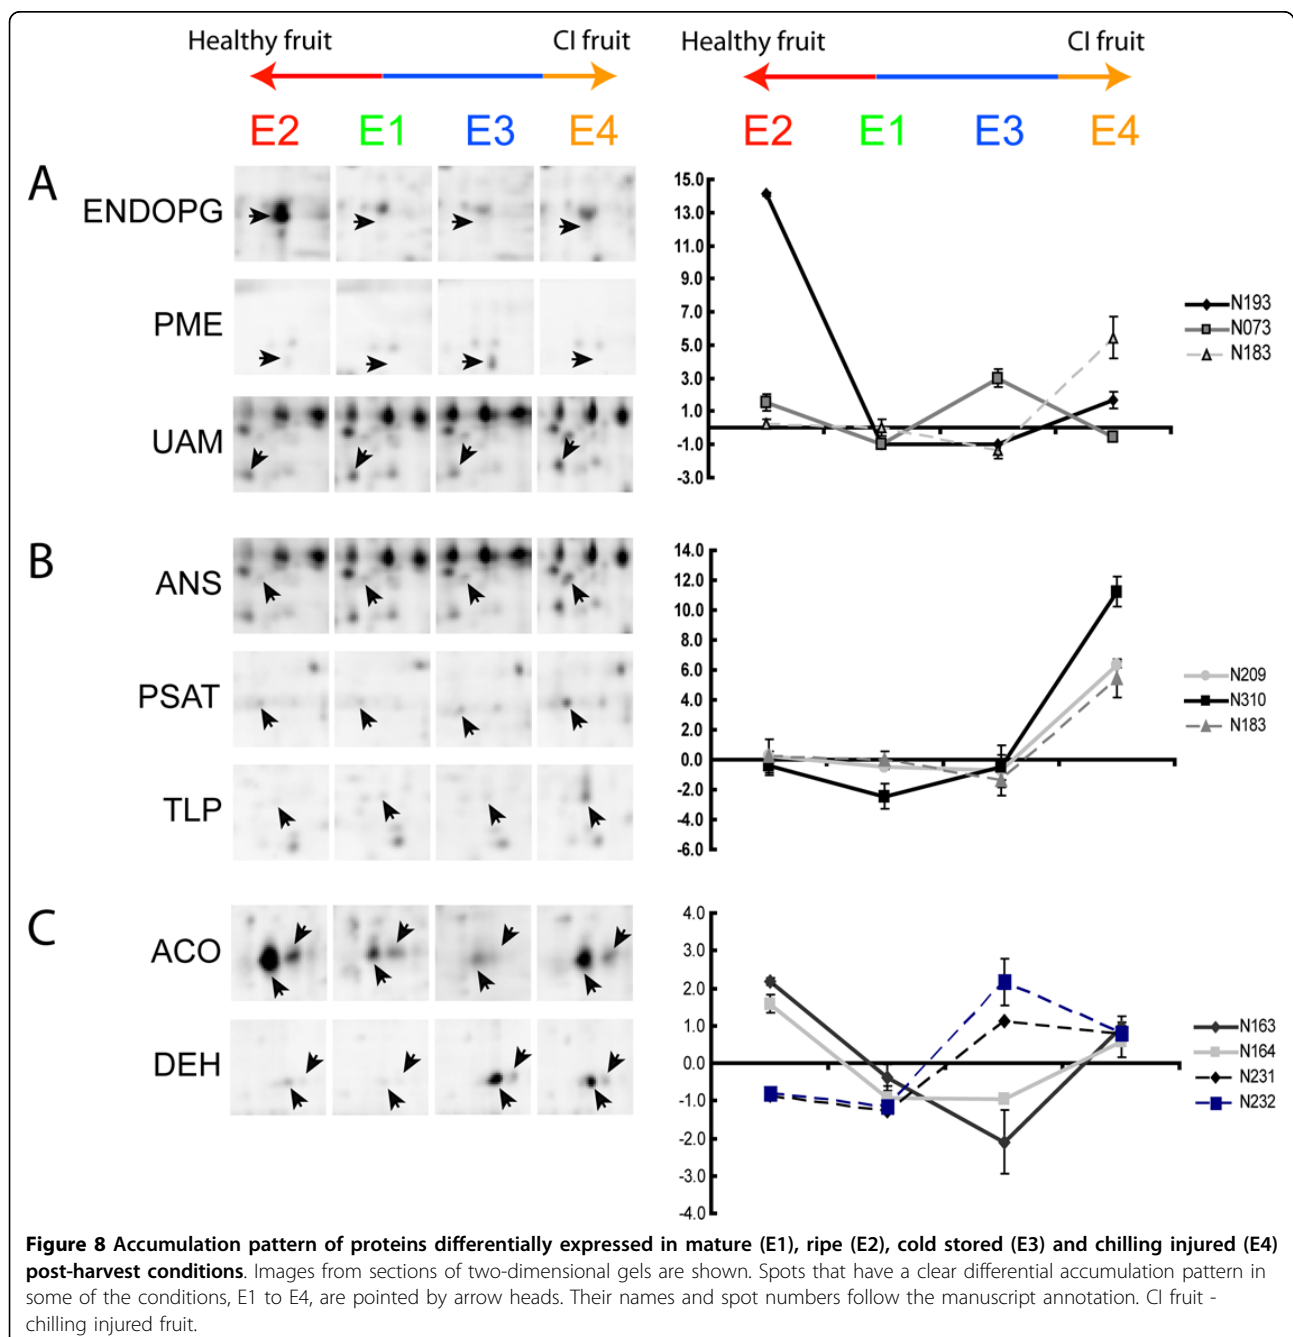 Healthy fruit CI fruit
E2 E1 E3 E4
Healthy fruit CI fruit
E2 E1 E3 E4
A
ENDOPG
PME
UAM
15.0
13.0
11.0
9.0
7.0
5.0
3.0
1.0
-1.0
-3.0
N193
N073
N183
B
ANS
PSAT
TLP
14.0
12.0
10.0
8.0
6.0
4.0
2.0
0.0
-2.0
-4.0
-6.0
N209
N310
N183
C
ACO
DEH
4.0
3.0
2.0
1.0
0.0
-1.0
-2.0
-3.0
-4.0
N163
N164
N231
N232
Figure 8 Accumulation pattern of proteins differentially expressed in mature (E1), ripe (E2), cold stored (E3) and chilling injured (E4)
post-harvest conditions. Images from sections of two-dimensional gels are shown. Spots that have a clear differential accumulation pattern in
some of the conditions, E1 to E4, are pointed by arrow heads. Their names and spot numbers follow the manuscript annotation. CI fruit -
chilling injured fruit.